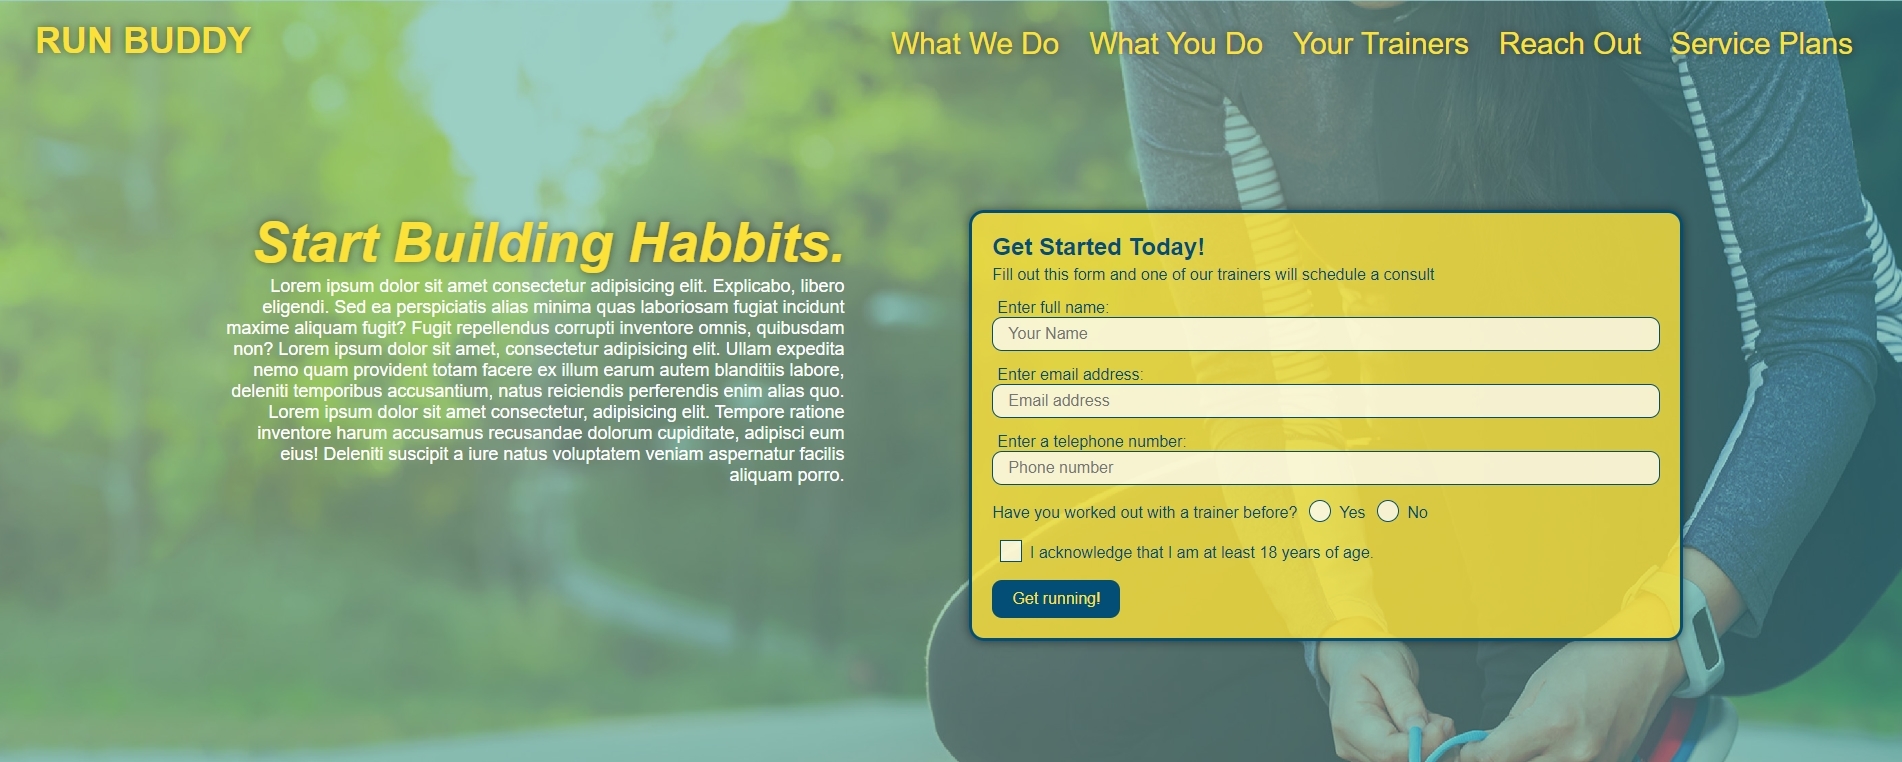 RUN BUDDY
What We Do What You Do Your Trainers Reach Out Service Plans
Start Building Habbits.
Lorem ipsum dolor sit amet consectetur adipisicing elit. Explicabo, libero
eligendi. Sed ea perspiciatis alias minima quas laboriosam fugiat incidunt
maxime aliquam fugit? Fugit repellendus corrupti inventore omnis, quibusdam
non? Lorem ipsum dolor sit amet, consectetur adipisicing elit. Ullam expedita
nemo quam provident totam facere ex illum earum autem blanditiis labore,
deleniti temporibus accusantium, natus reiciendis perferendis enim alias quo.
Lorem ipsum dolor sit amet consectetur, adipisicing elit. Tempore ratione
inventore harum accusamus recusandae dolorum cupiditate, adipisci eum
eius! Deleniti suscipit a iure natus voluptatem veniam aspernatur facilis
aliquam porro.
Get Started Today!
Fill out this form and one of our trainers will schedule a consult
Enter full name:
Your Name
Enter email address:
Email address
Enter a telephone number:
Phone number
Have you worked out with a trainer before? Yes No
I acknowledge that I am at least 18 years of age.
Get running!